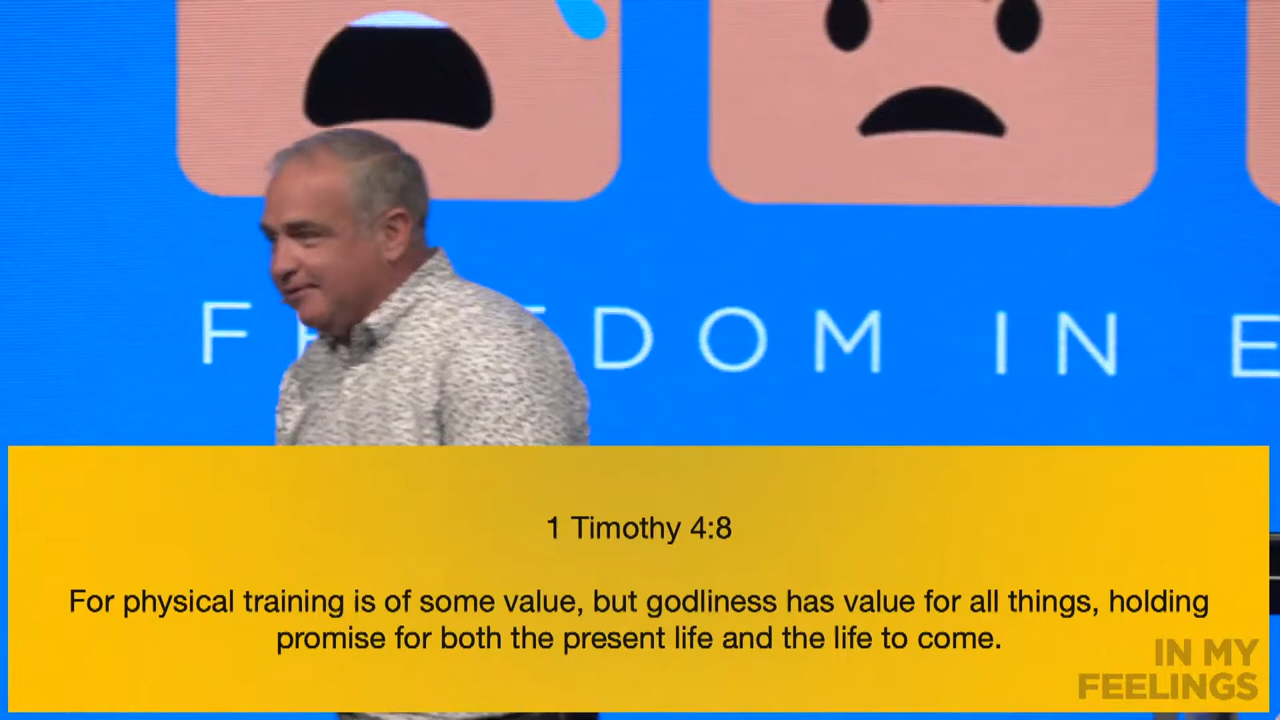 F DOM IN E
1 Timothy 4:8
For physical training is of some value, but godliness has value for all things, holding
promise for both the present life and the life to come.
IN MY
FEELINGS